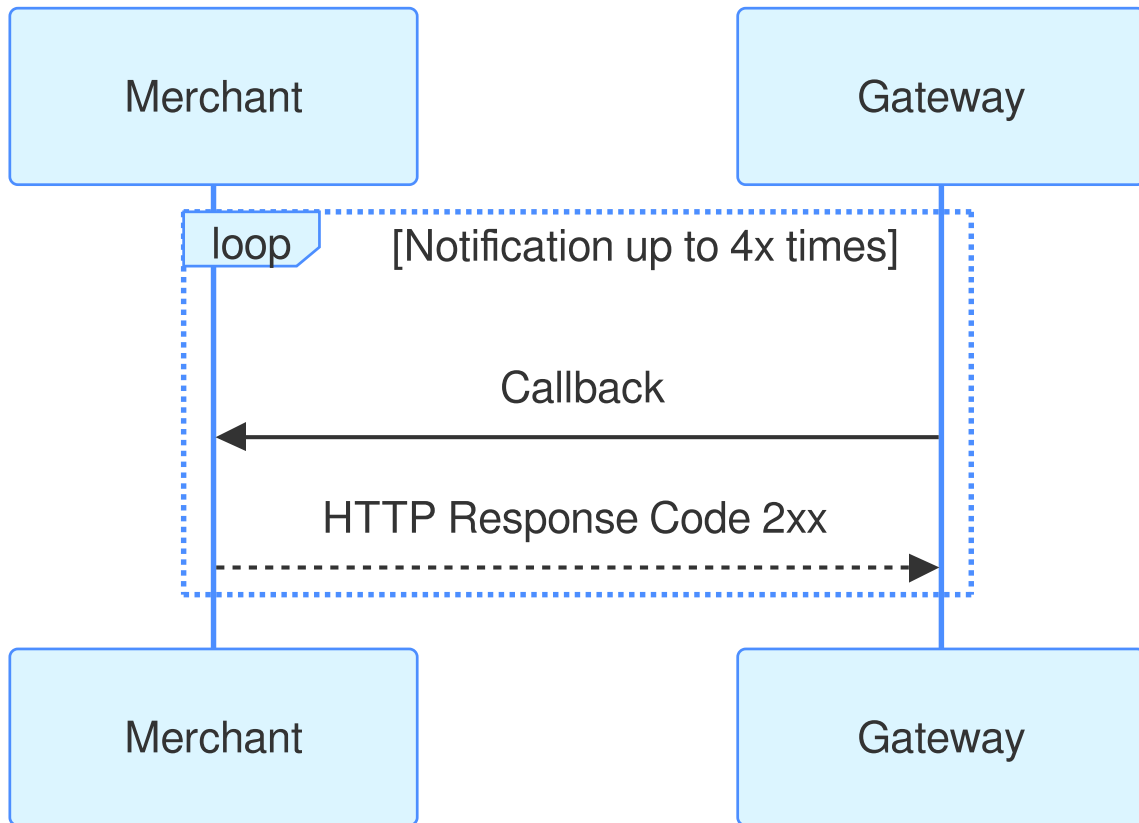 Merchant
Gateway
loop
[Notification up to 4x times]
Callback
HTTP Response Code 2xx
Merchant
Gateway